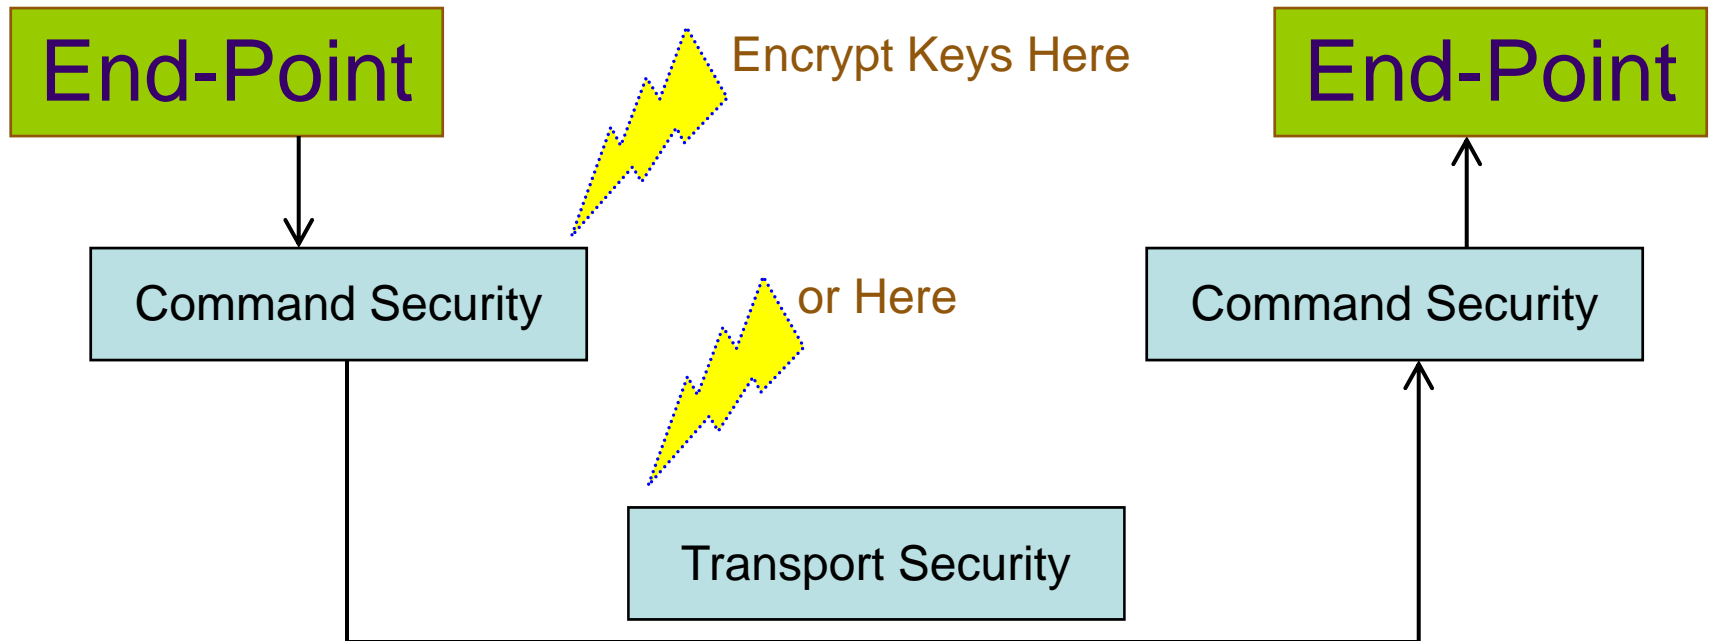 End-Point
Encrypt Keys Here
End-Point
Command Security
or Here
Command Security
Transport Security